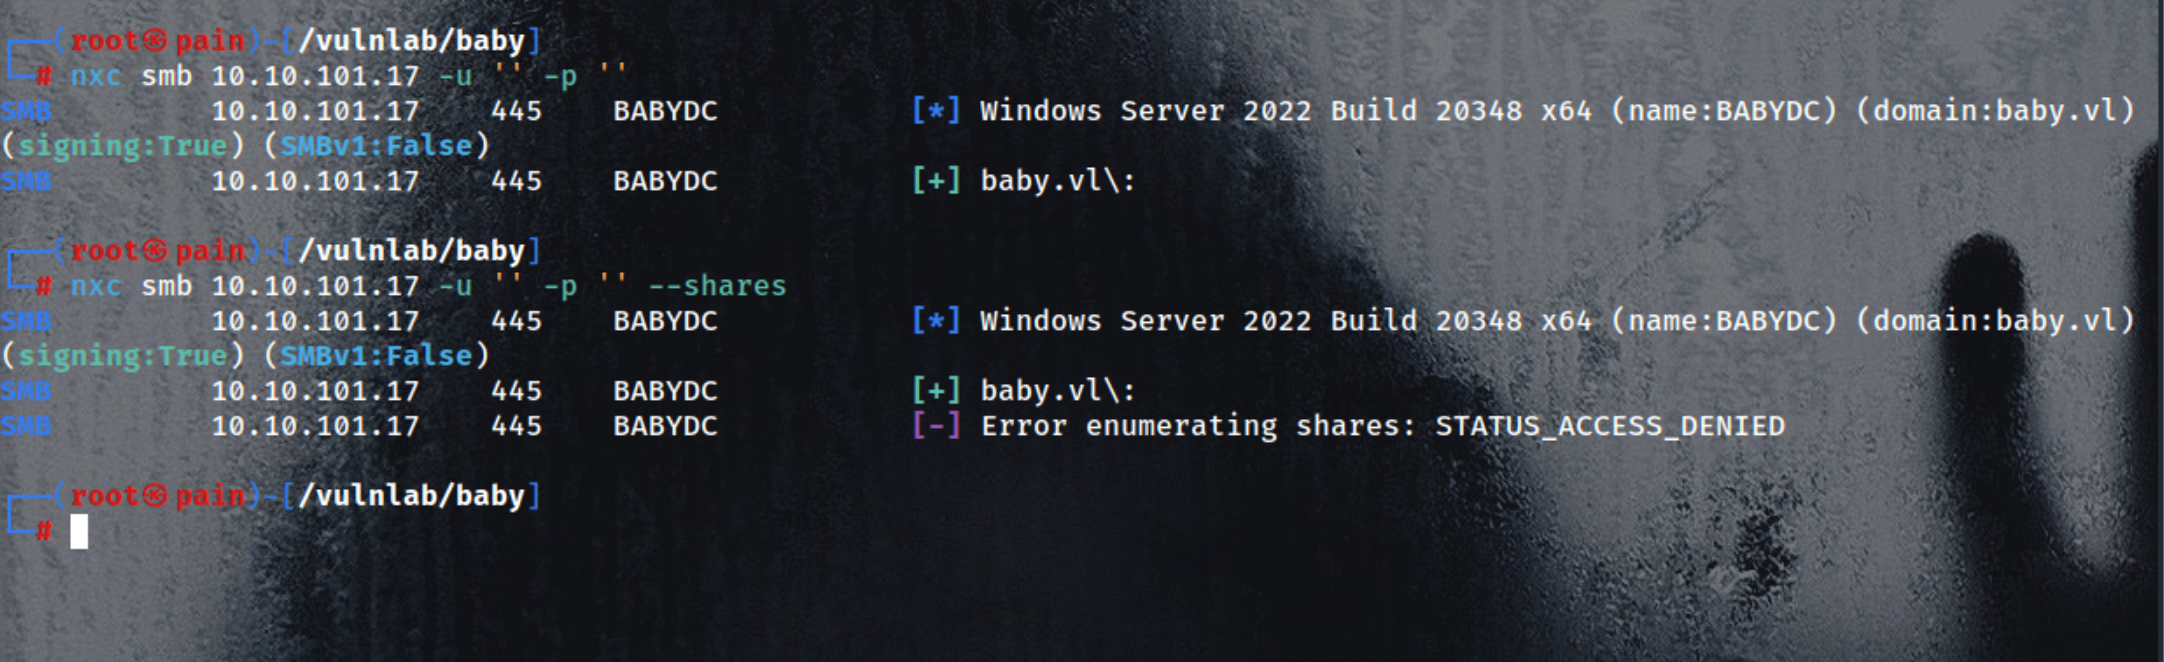 ┌──(root㉿pain)-[/vulnlab/baby]
└─# nxc smb 10.10.101.17 -u '' -p ''
SMB 10.10.101.17 445 BABYDC [*] Windows Server 2022 Build 20348 x64 (name:BABYDC) (domain:baby.vl)
(signing:True) (SMBv1:False)
SMB 10.10.101.17 445 BABYDC [+] baby.vl\:
┌──(root㉿pain)-[/vulnlab/baby]
└─# nxc smb 10.10.101.17 -u '' -p '' --shares
SMB 10.10.101.17 445 BABYDC [*] Windows Server 2022 Build 20348 x64 (name:BABYDC) (domain:baby.vl)
(signing:True) (SMBv1:False)
SMB 10.10.101.17 445 BABYDC [+] baby.vl\:
SMB 10.10.101.17 445 BABYDC [-] Error enumerating shares: STATUS_ACCESS_DENIED
┌──(root㉿pain)-[/vulnlab/baby]
└─#